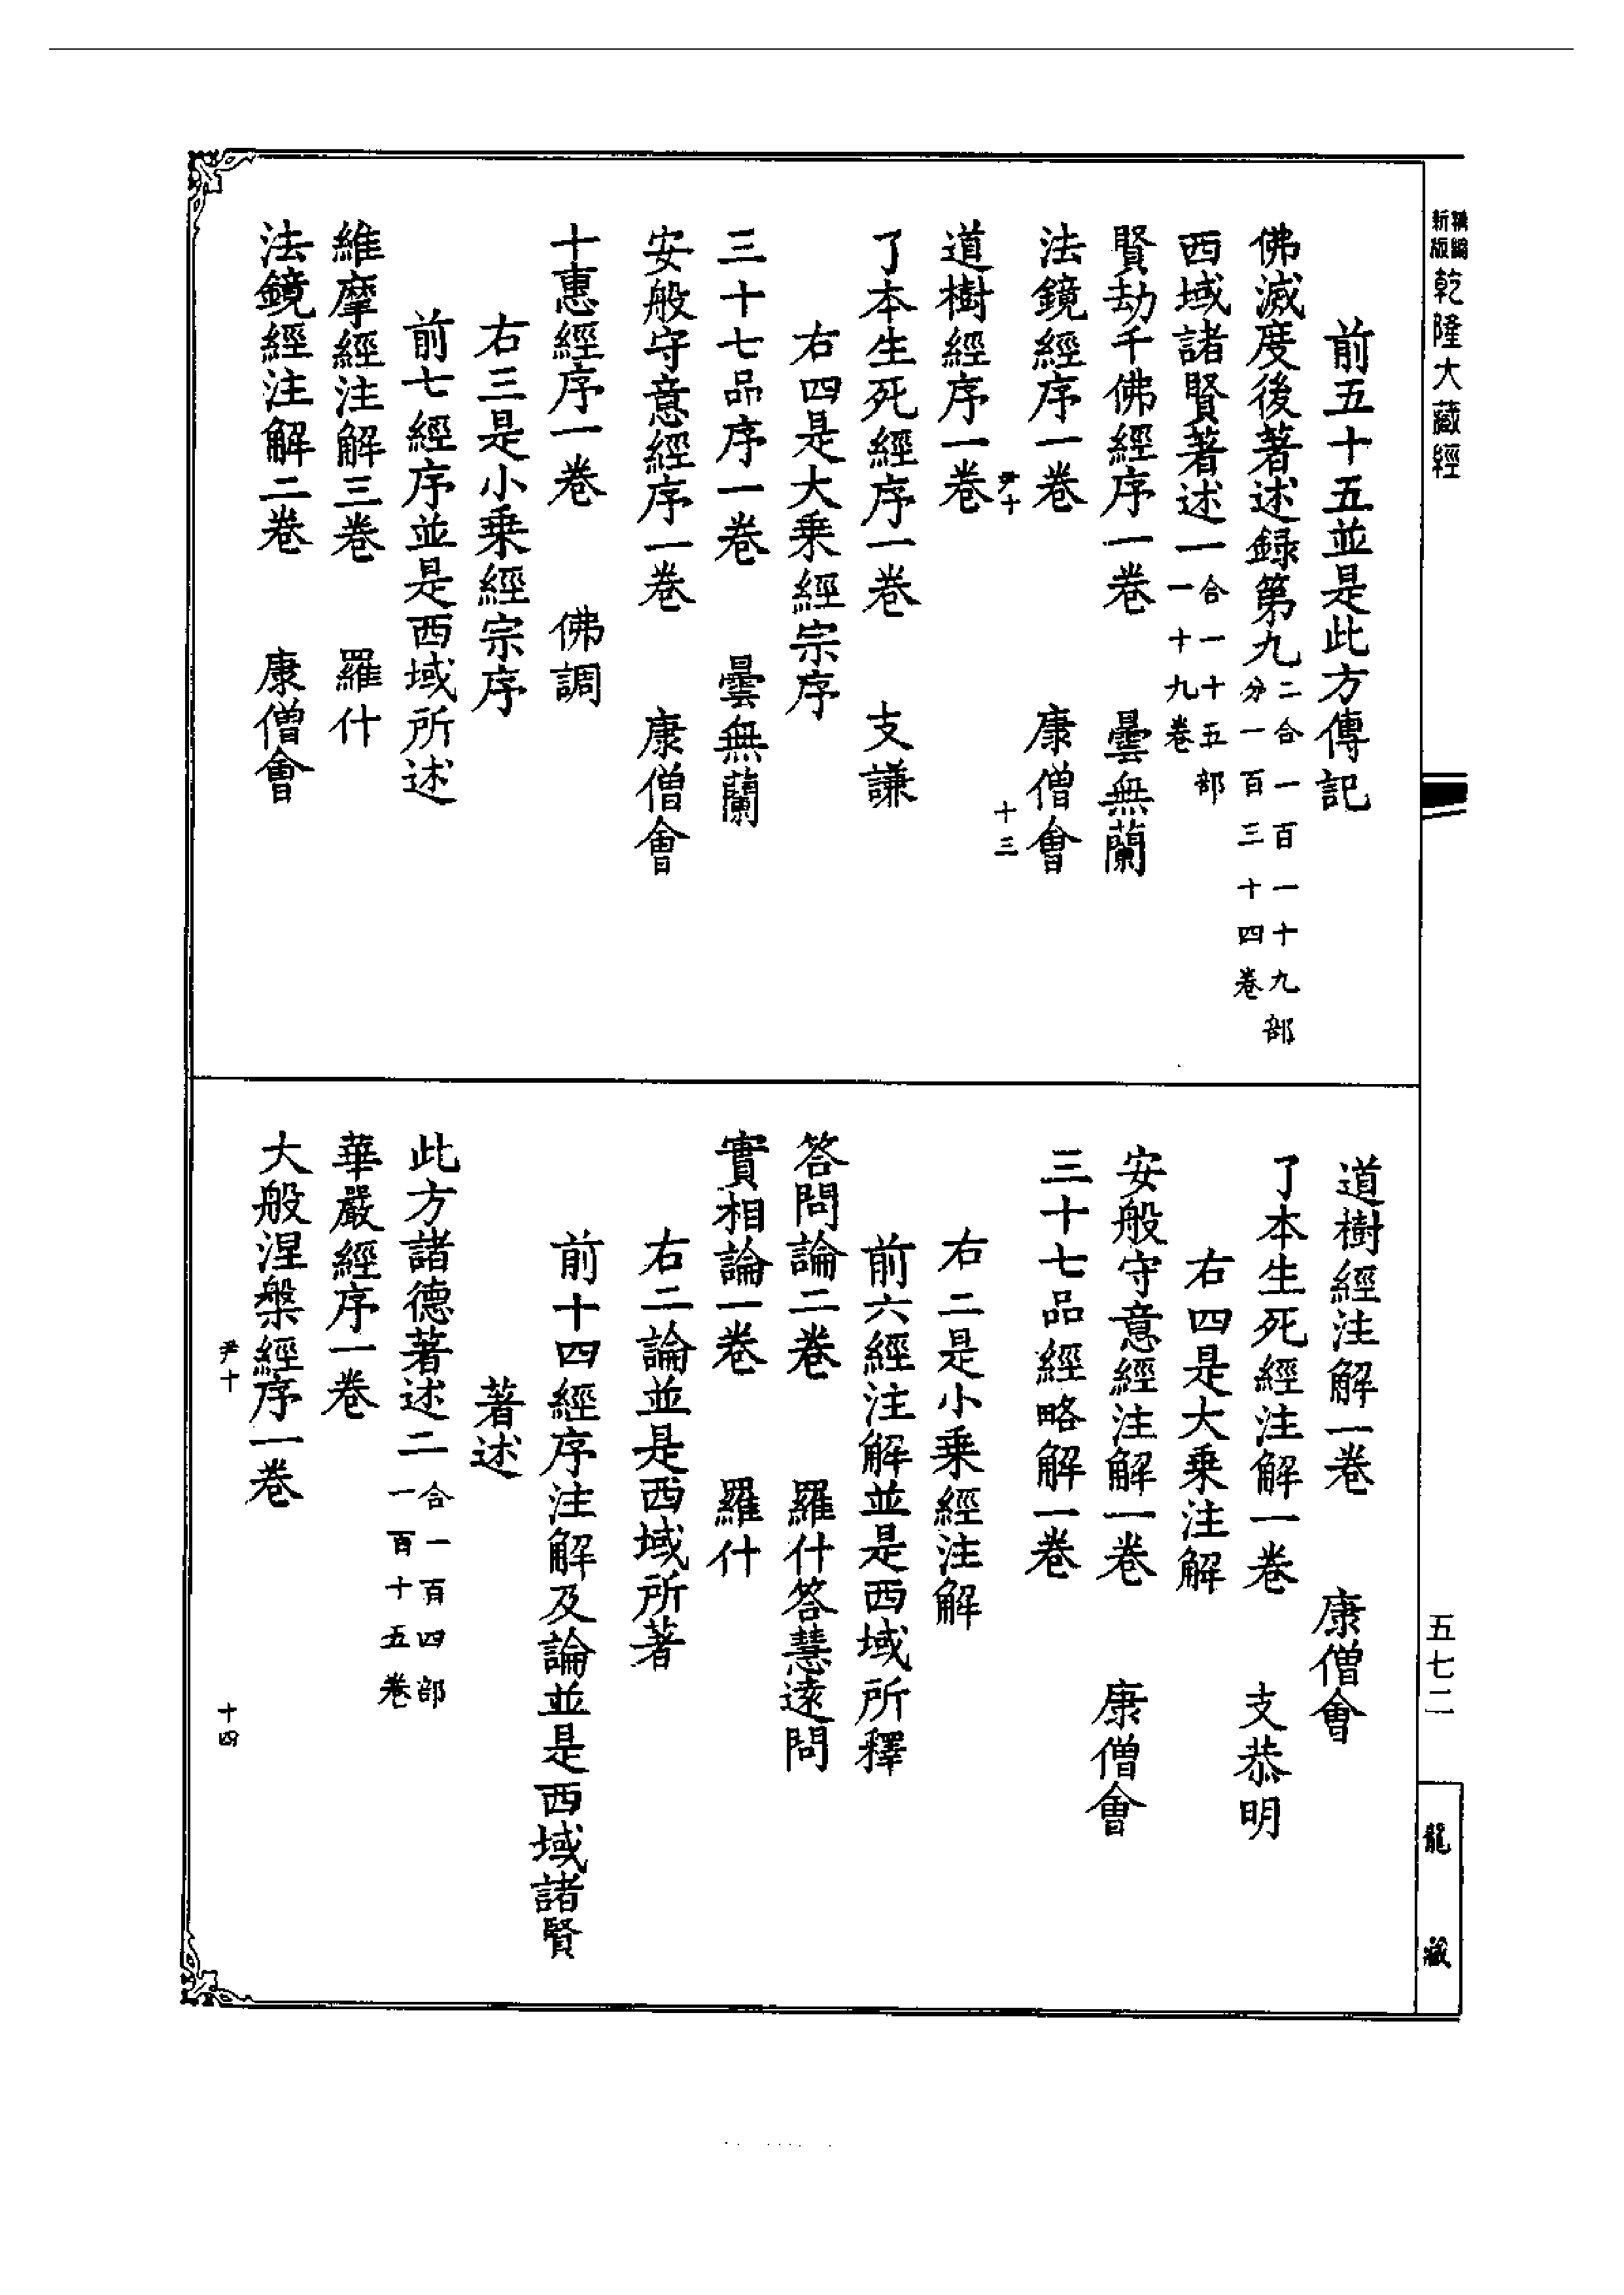 新編
新版
乾隆大藏經
前五十五並是此方傳記
佛滅度後著述録第九二合一百一十九部
分一百三十四卷
西域諸賢著述一合一十五部
一十九卷
賢劫千佛經序一卷　曇無蘭
法鏡經序一卷　康僧會
尹十　十三
道樹經序一卷
了本生死經序一卷　支謙
右四是大乘經宗序
三十七品序一卷　曇無蘭
安般守意經序一卷　康僧會
十惠經序一卷　佛調
右三是小乘經宗序
前七經序並是西域所述
維摩經注解三卷　羅什
法鏡經注解二卷　康僧會
道樹經注解一卷　康僧會
了本生死經注解一卷　支恭明
右四是大乘注解
安般守意經注解一卷　康僧會
三十七品經略解一卷
右二是小乘經注解
前六經注解並是西域所釋
答問論二卷　羅什答慧遠問
實相論一卷　羅什
右二論並是西域所著
前十四經序注解及論並是西域諸賢
著述
此方諸德著述二合一百四部
一百十五卷
華嚴經序一卷
大般涅槃經序一卷
尹十　十四
五七二
龍藏